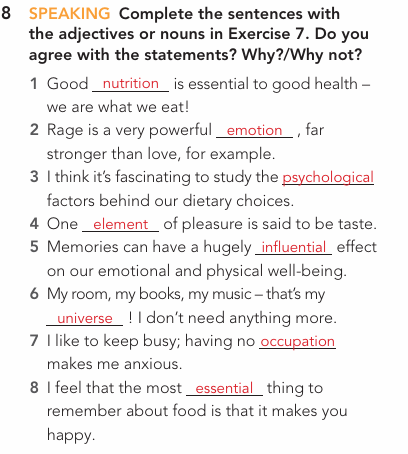 8 SPEAKING Complete the sentences with
the adjectives or nouns in Exercise 7. Do you
agree with the statements? Why?/Why not?
1 Good nutrition is essential to good health –
we are what we eat!
2 Rage is a very powerful emotion , far
stronger than love, for example.
3 I think it's fascinating to study the psychological
factors behind our dietary choices.
4 One element of pleasure is said to be taste.
5 Memories can have a hugely influential effect
on our emotional and physical well-being.
6 My room, my books, my music – that's my
universe ! I don't need anything more.
7 I like to keep busy; having no occupation
makes me anxious.
8 I feel that the most essential thing to
remember about food is that it makes you
happy.